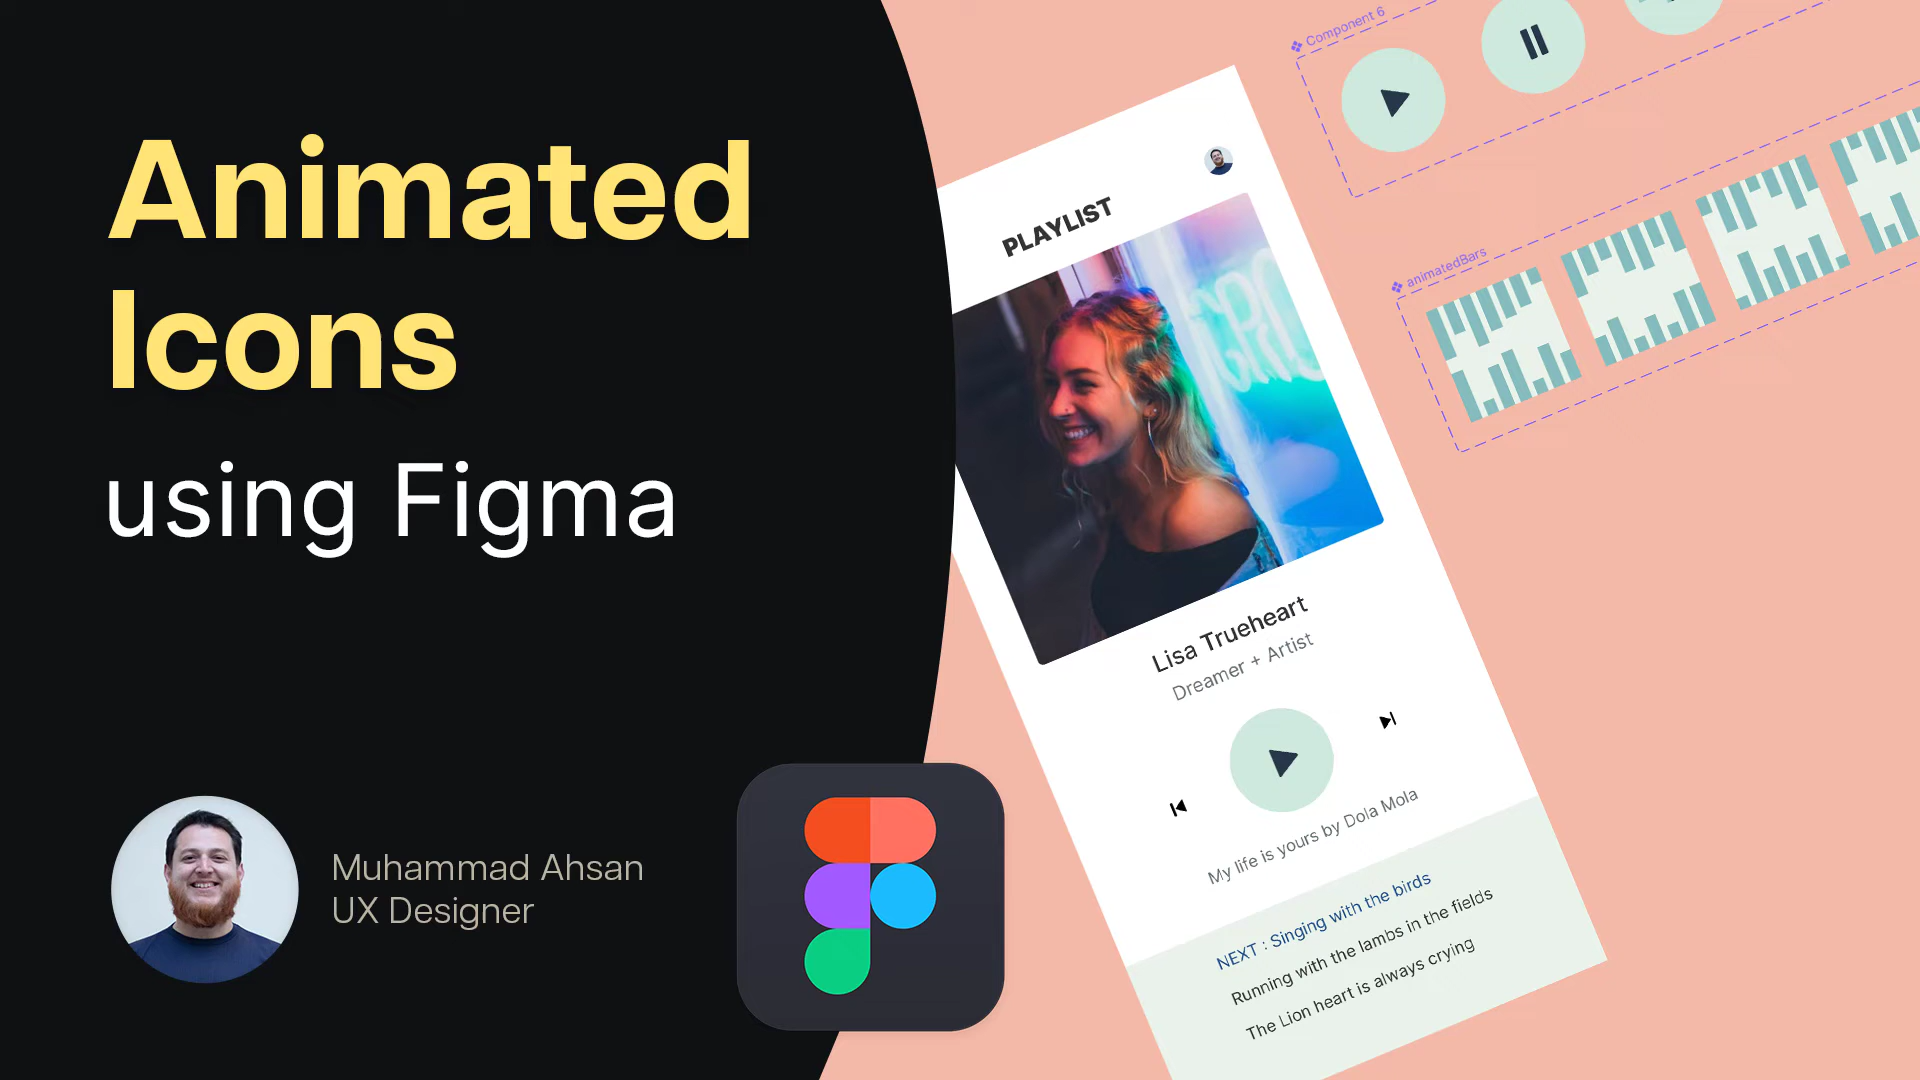 Animated
Icons
using Figma
Muhammad Ahsan
UX Designer
Component 6
animatedBars
PLAYLIST
Lisa Trueheart
Dreamer + Artist
My life is yours by Dola Mola
NEXT : Singing with the birds
Running with the lambs in the fields
The Lion heart is always crying